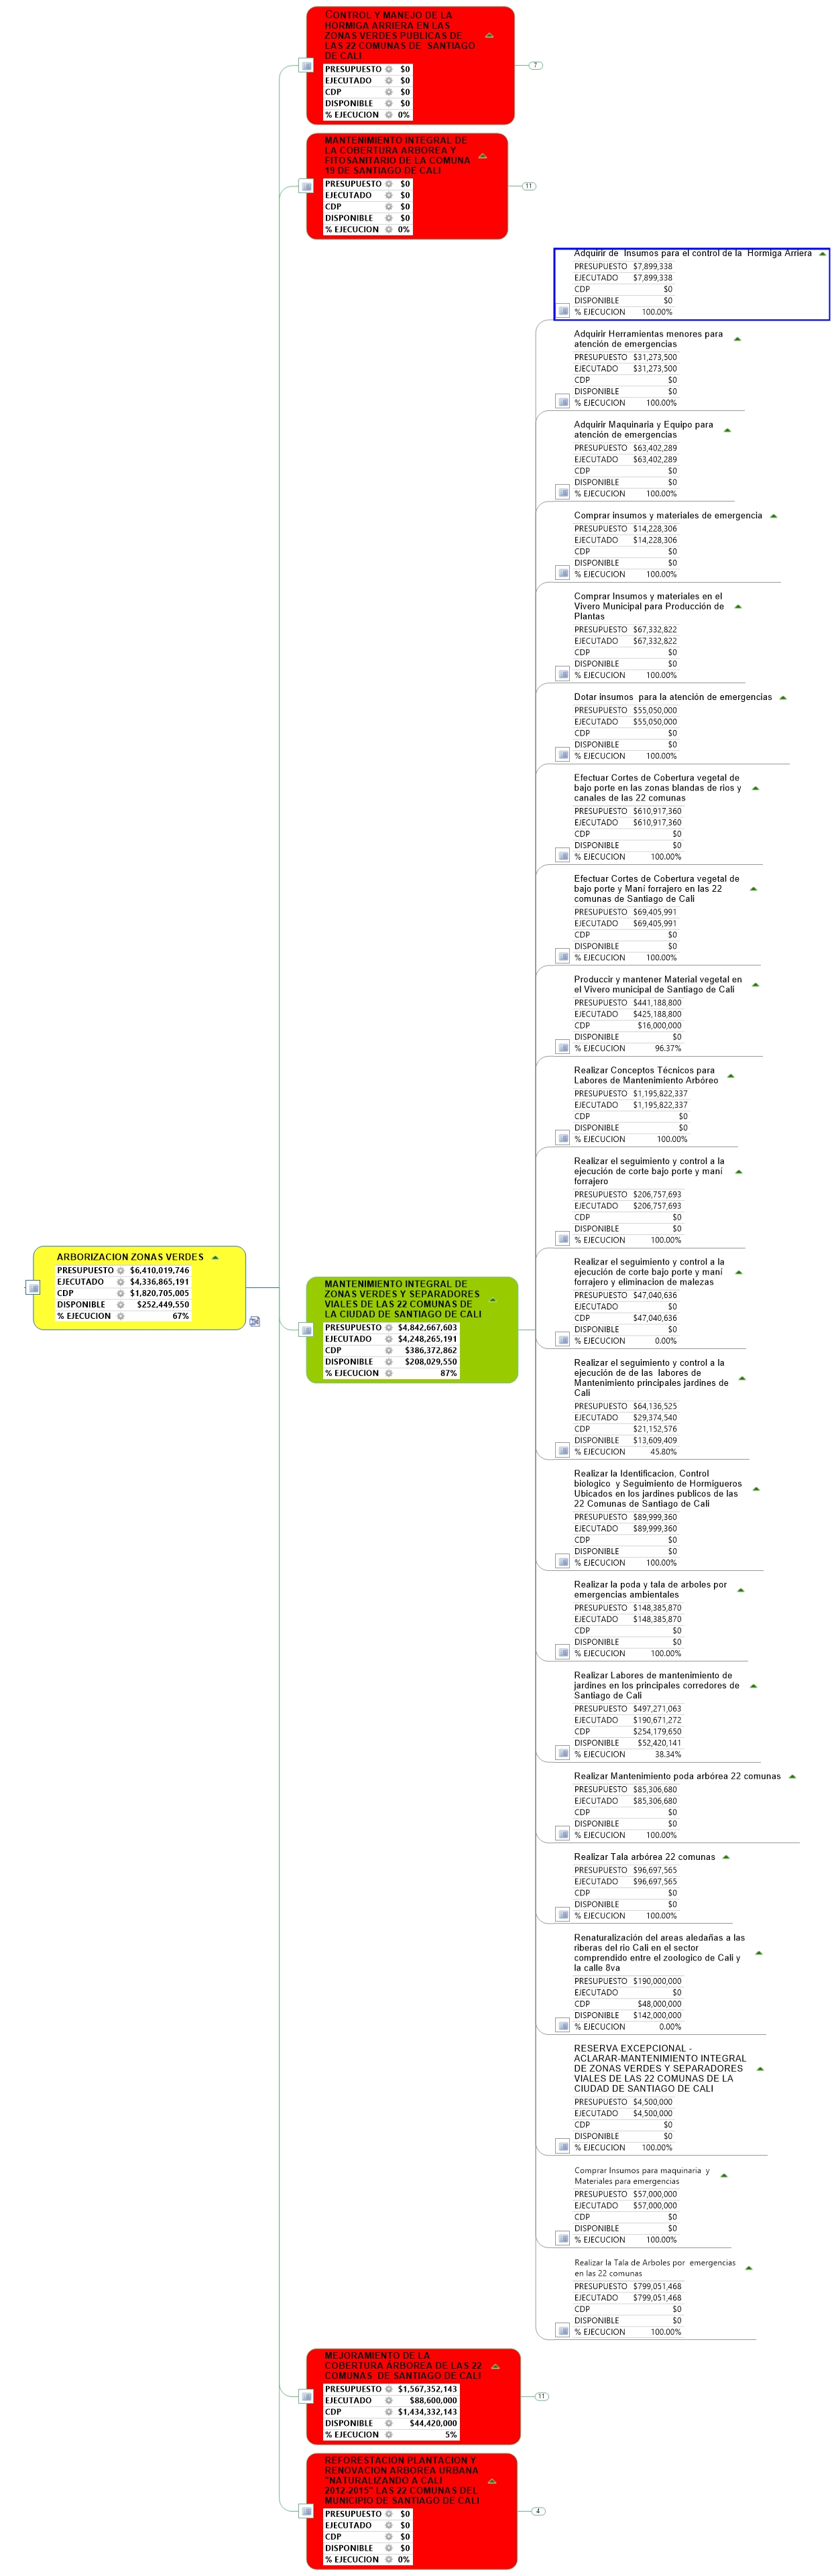 CONTROL Y MANEJO DE LA
HORMIGA ARRIERA EN LAS
ZONAS VERDES PUBLICAS DE
LAS 22 COMUNAS DE SANTIAGO
DE CALI
PRESUPUESTO $0
EJECUTADO $0
CDP $0
DISPONIBLE $0
% EJECUCION 0%
7
MANTENIMIENTO INTEGRAL DE
LA COBERTURA ARBOREA Y
FITOSANITARIO DE LA COMUNA
19 DE SANTIAGO DE CALI
PRESUPUESTO $0
EJECUTADO $0
CDP $0
DISPONIBLE $0
% EJECUCION 0%
11
Adquirir de Insumos para el control de la Hormiga Arriera
PRESUPUESTO $7,899,338
EJECUTADO $7,899,338
CDP $0
DISPONIBLE $0
% EJECUCION 100.00%
Adquirir Herramientas menores para
atención de emergencias
PRESUPUESTO $31,273,500
EJECUTADO $31,273,500
CDP $0
DISPONIBLE $0
% EJECUCION 100.00%
Adquirir Maquinaria y Equipo para
atención de emergencias
PRESUPUESTO $63,402,289
EJECUTADO $63,402,289
CDP $0
DISPONIBLE $0
% EJECUCION 100.00%
Comprar insumos y materiales de emergencia
PRESUPUESTO $14,228,306
EJECUTADO $14,228,306
CDP $0
DISPONIBLE $0
% EJECUCION 100.00%
Comprar Insumos y materiales en el
Vivero Municipal para Producción de
Plantas
PRESUPUESTO $67,332,822
EJECUTADO $67,332,822
CDP $0
DISPONIBLE $0
% EJECUCION 100.00%
Dotar insumos para la atención de emergencias
PRESUPUESTO $55,050,000
EJECUTADO $55,050,000
CDP $0
DISPONIBLE $0
% EJECUCION 100.00%
Efectuar Cortes de Cobertura vegetal de
bajo porte en las zonas blandas de rios y
canales de las 22 comunas
PRESUPUESTO $610,917,360
EJECUTADO $610,917,360
CDP $0
DISPONIBLE $0
% EJECUCION 100.00%
Efectuar Cortes de Cobertura vegetal de
bajo porte y Maní forrajero en las 22
comunas de Santiago de Cali
PRESUPUESTO $69,405,991
EJECUTADO $69,405,991
CDP $0
DISPONIBLE $0
% EJECUCION 100.00%
Produccir y mantener Material vegetal en
el Vivero municipal de Santiago de Cali
PRESUPUESTO $441,188,800
EJECUTADO $425,188,800
CDP $16,000,000
DISPONIBLE $0
% EJECUCION 96.37%
Realizar Conceptos Técnicos para
Labores de Mantenimiento Arbóreo
PRESUPUESTO $1,195,822,337
EJECUTADO $1,195,822,337
CDP $0
DISPONIBLE $0
% EJECUCION 100.00%
Realizar el seguimiento y control a la
ejecución de corte bajo porte y maní
forrajero
PRESUPUESTO $206,757,693
EJECUTADO $206,757,693
CDP $0
DISPONIBLE $0
% EJECUCION 100.00%
ARBORIZACION ZONAS VERDES
PRESUPUESTO $6,410,019,746
EJECUTADO $4,336,865,191
CDP $1,820,705,005
DISPONIBLE $252,449,550
% EJECUCION 67%
MANTENIMIENTO INTEGRAL DE
ZONAS VERDES Y SEPARADORES
VIALES DE LAS 22 COMUNAS DE
LA CIUDAD DE SANTIAGO DE CALI
PRESUPUESTO $4,842,667,603
EJECUTADO $4,248,265,191
CDP $386,372,862
DISPONIBLE $208,029,550
% EJECUCION 87%
Realizar el seguimiento y control a la
ejecución de corte bajo porte y maní
forrajero y eliminacion de malezas
PRESUPUESTO $47,040,636
EJECUTADO $0
CDP $47,040,636
DISPONIBLE $0
% EJECUCION 0.00%
Realizar el seguimiento y control a la
ejecución de de las labores de
Mantenimiento principales jardines de
Cali
PRESUPUESTO $64,136,525
EJECUTADO $29,374,540
CDP $21,152,576
DISPONIBLE $13,609,409
% EJECUCION 45.80%
Realizar la Identificacion, Control
biologico y Seguimiento de Hormigueros
Ubicados en los jardines publicos de las
22 Comunas de Santiago de Cali
PRESUPUESTO $89,999,360
EJECUTADO $89,999,360
CDP $0
DISPONIBLE $0
% EJECUCION 100.00%
Realizar la poda y tala de arboles por
emergencias ambientales
PRESUPUESTO $148,385,870
EJECUTADO $148,385,870
CDP $0
DISPONIBLE $0
% EJECUCION 100.00%
Realizar Labores de mantenimiento de
jardines en los principales corredores de
Santiago de Cali
PRESUPUESTO $497,271,063
EJECUTADO $190,671,272
CDP $254,179,650
DISPONIBLE $52,420,141
% EJECUCION 38.34%
Realizar Mantenimiento poda arbórea 22 comunas
PRESUPUESTO $85,306,680
EJECUTADO $85,306,680
CDP $0
DISPONIBLE $0
% EJECUCION 100.00%
Realizar Tala arbórea 22 comunas
PRESUPUESTO $96,697,565
EJECUTADO $96,697,565
CDP $0
DISPONIBLE $0
% EJECUCION 100.00%
Renaturalización del areas aledañas a las
riberas del rio Cali en el sector
comprendido entre el zoologico de Cali y
la calle 8va
PRESUPUESTO $190,000,000
EJECUTADO $0
CDP $48,000,000
DISPONIBLE $142,000,000
% EJECUCION 0.00%
RESERVA EXCEPCIONAL -
ACLARAR-MANTENIMIENTO INTEGRAL
DE ZONAS VERDES Y SEPARADORES
VIALES DE LAS 22 COMUNAS DE LA
CIUDAD DE SANTIAGO DE CALI
PRESUPUESTO $4,500,000
EJECUTADO $4,500,000
CDP $0
DISPONIBLE $0
% EJECUCION 100.00%
Comprar Insumos para maquinaria y
Materiales para emergencias
PRESUPUESTO $57,000,000
EJECUTADO $57,000,000
CDP $0
DISPONIBLE $0
% EJECUCION 100.00%
Realizar la Tala de Arboles por emergencias
en las 22 comunas
PRESUPUESTO $799,051,468
EJECUTADO $799,051,468
CDP $0
DISPONIBLE $0
% EJECUCION 100.00%
MEJORAMIENTO DE LA
COBERTURA ÁRBOREA DE LAS 22
COMUNAS DE SANTIAGO DE CALI
PRESUPUESTO $1,567,352,143
EJECUTADO $88,600,000
CDP $1,434,332,143
DISPONIBLE $44,420,000
% EJECUCION 5%
11
REFORESTACION PLANTACION Y
RENOVACION ARBOREA URBANA
"NATURALIZANDO A CALI
2012-2015" LAS 22 COMUNAS DEL
MUNICIPIO DE SANTIAGO DE CALI
PRESUPUESTO $0
EJECUTADO $0
CDP $0
DISPONIBLE $0
% EJECUCION 0%
4